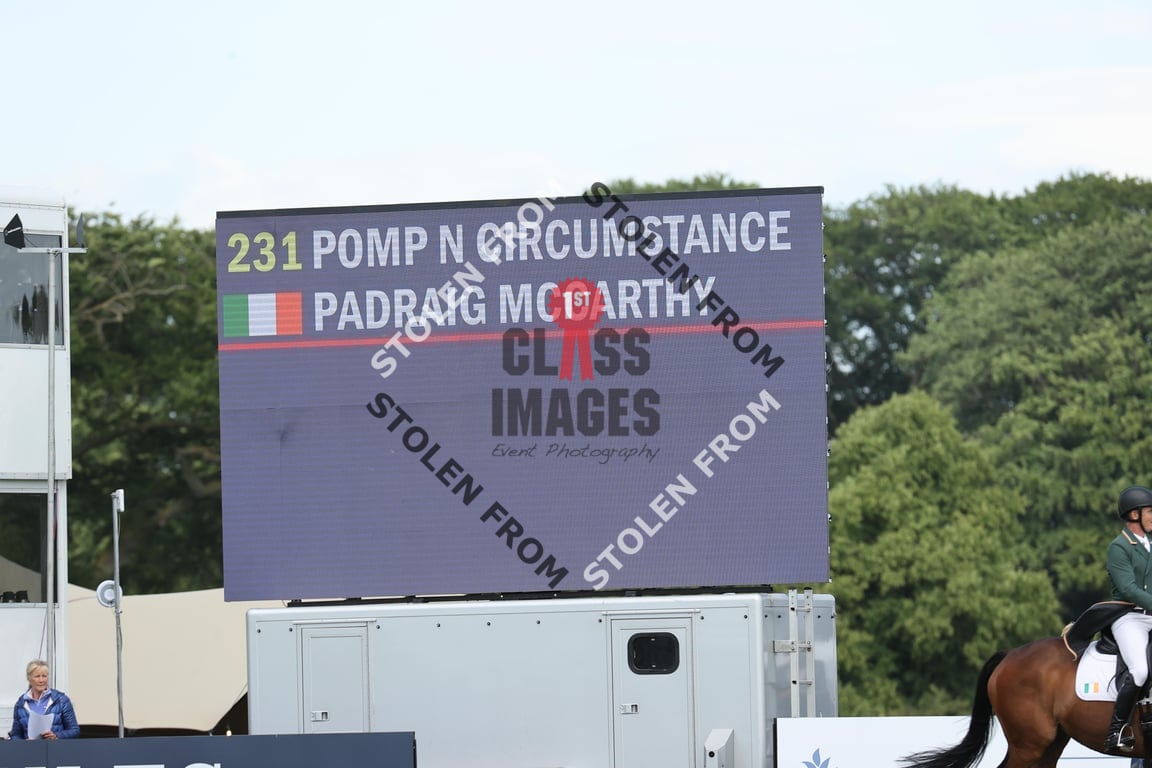 231 POMP N CIRCUMSTANCE
PADRAIG MCCARTHY
STOLEN FROM
STOLEN FROM
1ST
CLASS
IMAGES
Event Photography
STOLEN FROM
STOLEN FROM